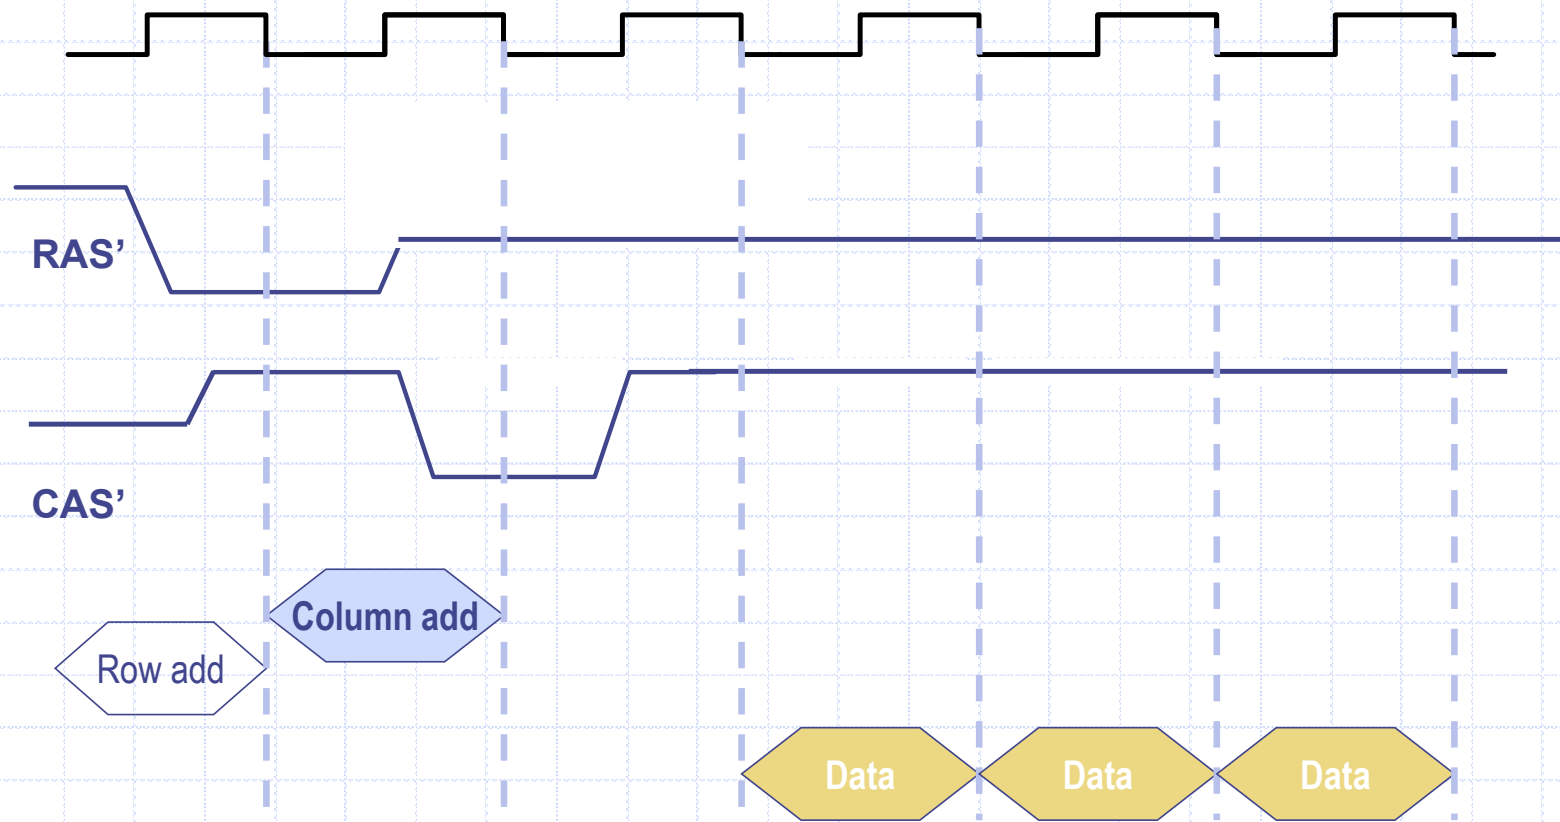 RAS’
CAS’
Column add
Row add
Data
Data
Data